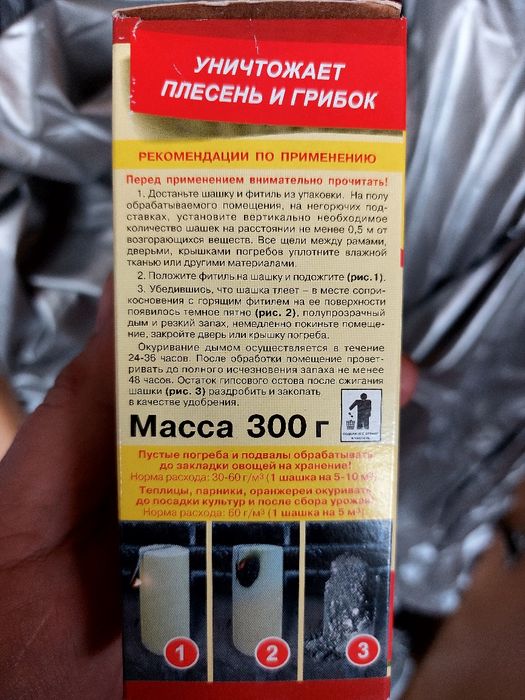 УНИЧТОЖАЕТ
ПЛЕСЕНЬ И ГРИБОК
РЕКОМЕНДАЦИИ ПО ПРИМЕНЕНИЮ
Перед применением внимательно прочитать!
1. Достаньте шашку и фитиль из упаковки. На полу
обрабатываемого помещения, на негорючих под-
ставках, установите вертикально необходимое
количество шашек на расстоянии не менее 0,5 м от
возгорающихся веществ. Все щели между рамами,
дверьми, крышками погребов уплотните влажной
тканью или другими материалами.
2. Положите фитиль на шашку и подожгите (рис.1).
3. Убедившись, что шашка тлеет – в месте сопри-
косновения с горящим фитилем на ее поверхности
появилось темное пятно (рис. 2), полупрозрачный
дым и резкий запах, немедленно покиньте помеще-
ние, закройте дверь или крышку погреба.
Окуривание дымом осуществляется в течение
24-36 часов. После обработки помещение провет-
ривать до полного исчезновения запаха не менее
48 часов. Остаток гипсового остова после сжигания
шашки (рис. 3) раздробить и закопать
в качестве удобрения.
Масса 300 г
Пустые погреба и подвалы обрабатывать
до закладки овощей на хранение!
Норма расхода: 30-60 г/м³ (1 шашка на 5-10 м³)
Теплицы, парники, оранжереи окуривать
до посадки культур и после сбора урожая
Норма расхода: 60 г/м³ (1 шашка на 5 м³)
1
2
3